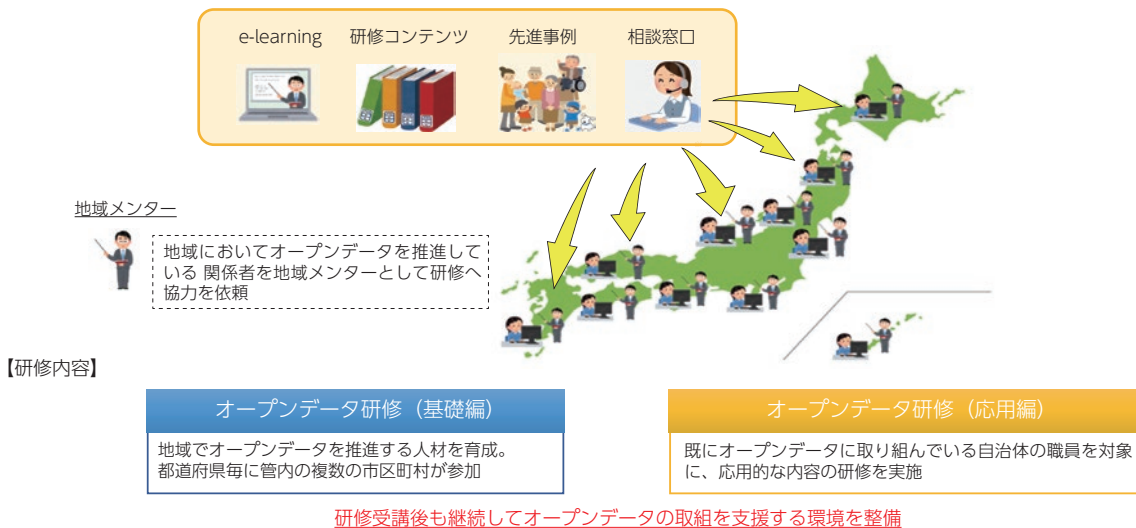 e-learning
研修コンテンツ
先進事例
相談窓口
地域メンター
地域においてオープンデータを推進して
いる 関係者を地域メンターとして研修へ
協力を依頼
【研修内容】
オープンデータ研修（基礎編）
地域でオープンデータを推進する人材を育成。
都道府県毎に管内の複数の市区町村が参加
オープンデータ研修（応用編）
既にオープンデータに取り組んでいる自治体の職員を対象
に、応用的な内容の研修を実施
研修受講後も継続してオープンデータの取組を支援する環境を整備